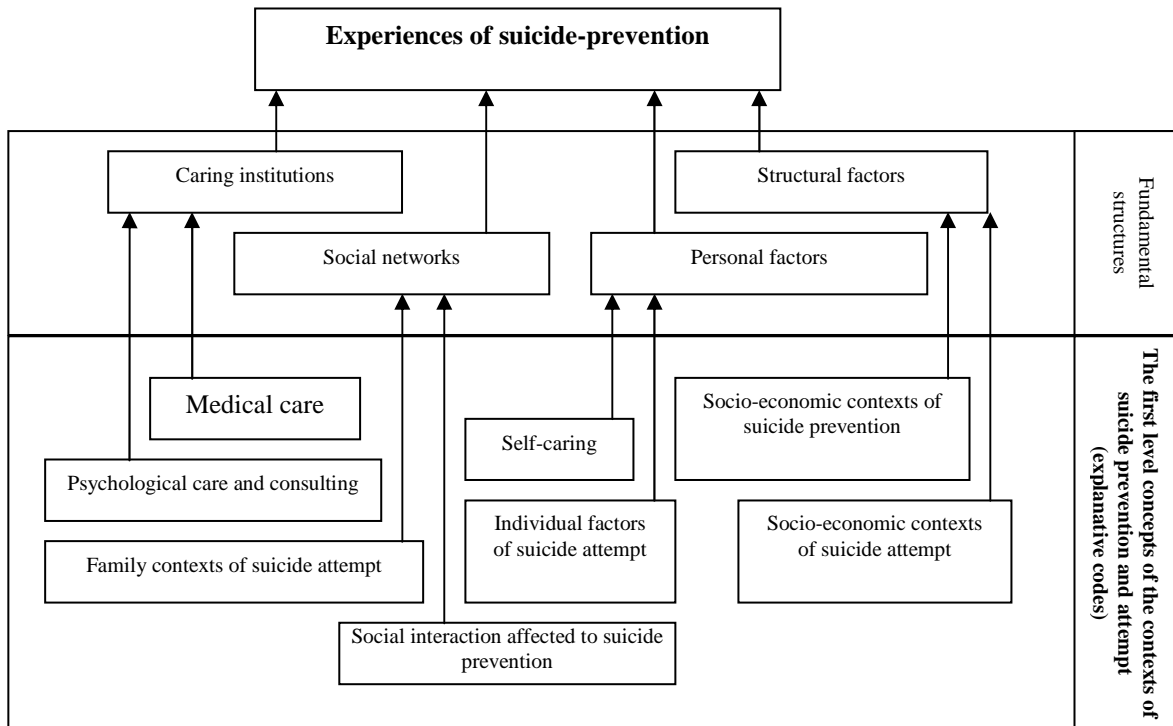 Experiences of suicide-prevention
Caring institutions
Structural factors
Social networks
Personal factors
Fundamental
structures
Medical care
Socio-economic contexts of
suicide prevention
Self-caring
Psychological care and consulting
Individual factors
of suicide attempt
Socio-economic contexts
of suicide attempt
Family contexts of suicide attempt
Social interaction affected to suicide
prevention
The first level concepts of the contexts of
suicide prevention and attempt
(explanative codes)